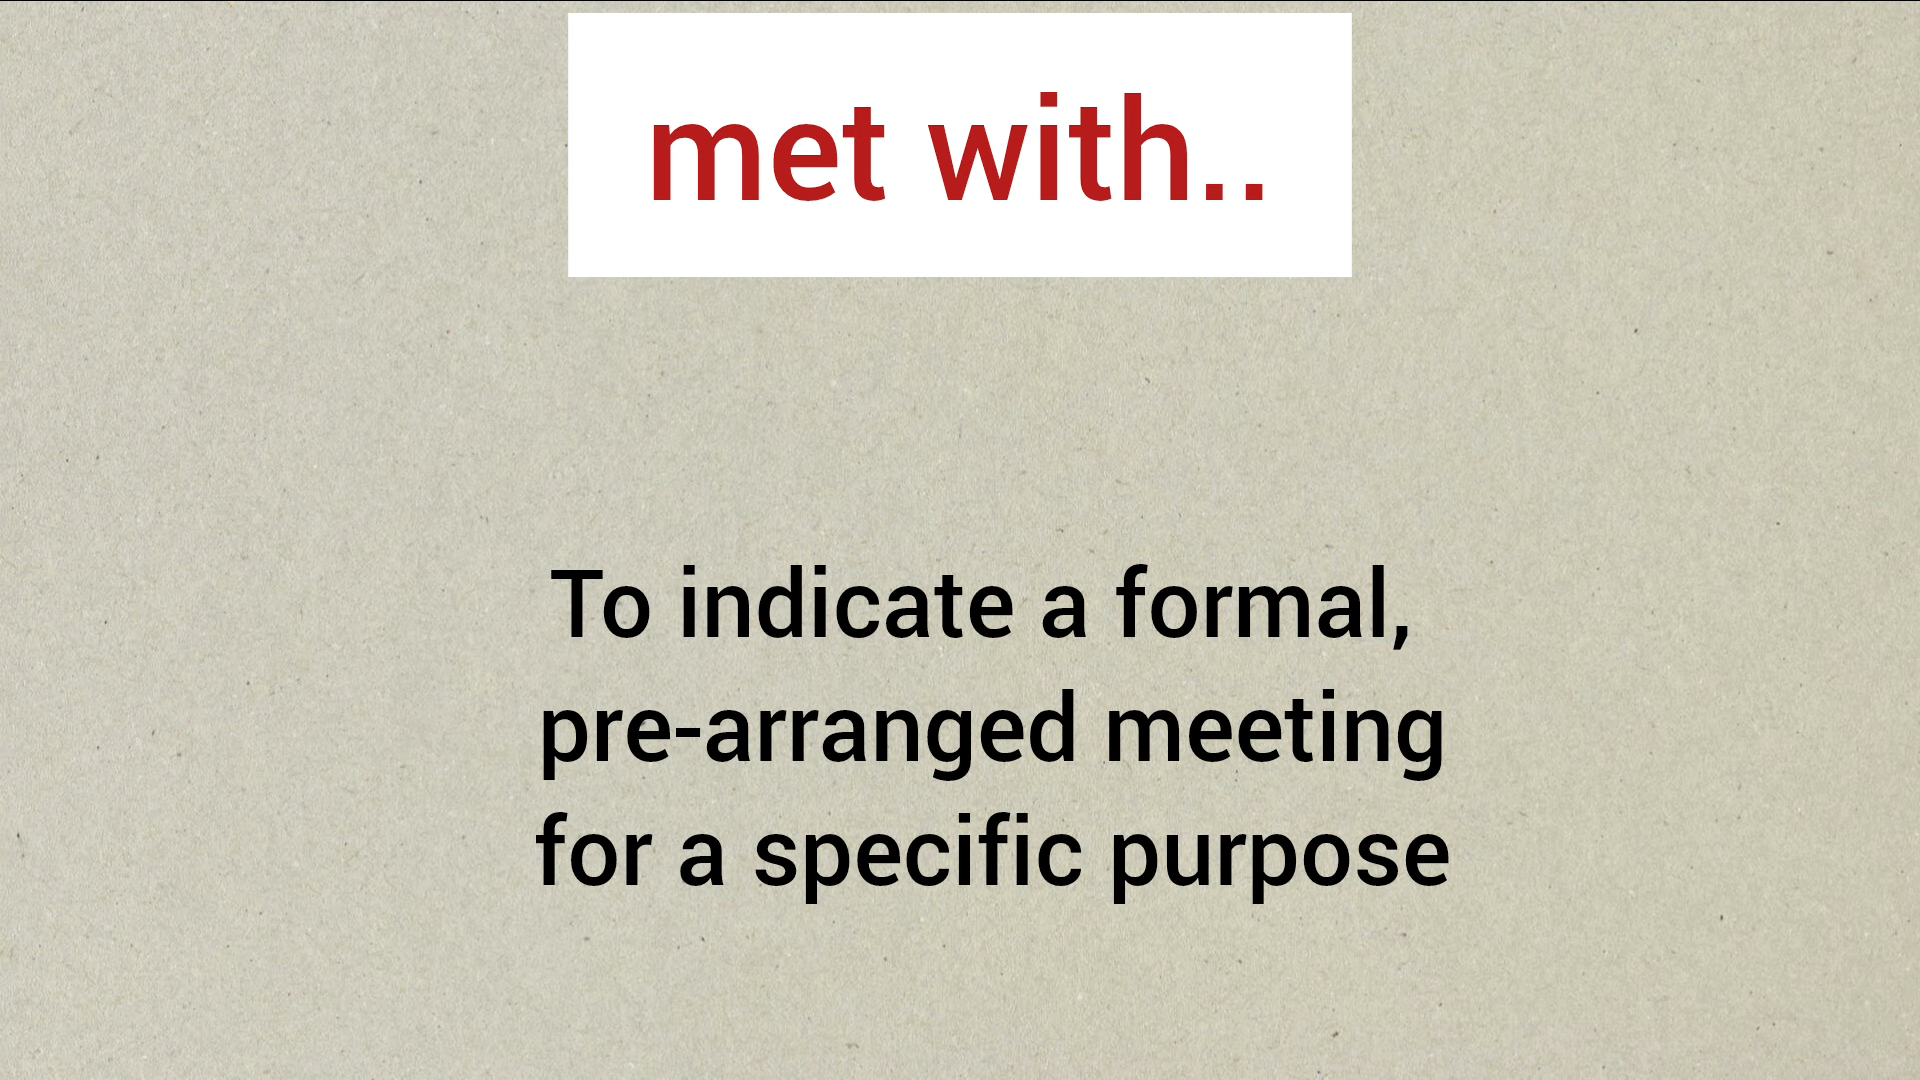 met with..
To indicate a formal,
pre-arranged meeting
for a specific purpose